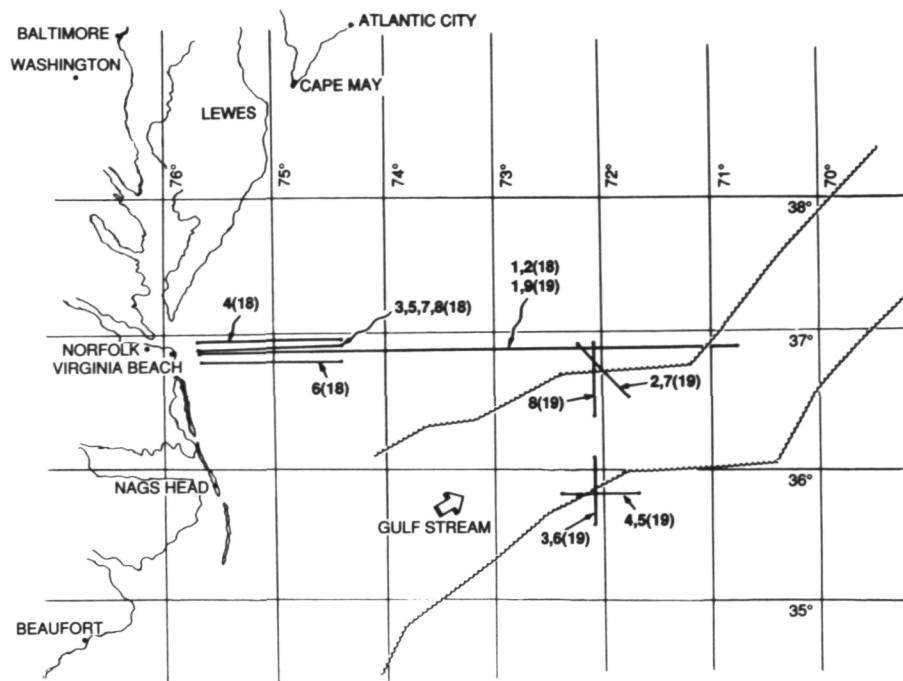 ATLANTIC CITY
BALTIMORE
WASHINGTON
CAPE MAY
LEWES
76°
75°
74°
73°
72°
71°
70°
38°
1,2(18)
1,9(19)
4(18)
3,5,7,8(18)
37°
NORFOLK
VIRGINIA BEACH
6(18)
2,7(19)
8(19)
36°
NAGS HEAD
GULF STREAM
4,5(19)
3,6(19)
35°
BEAUFORT